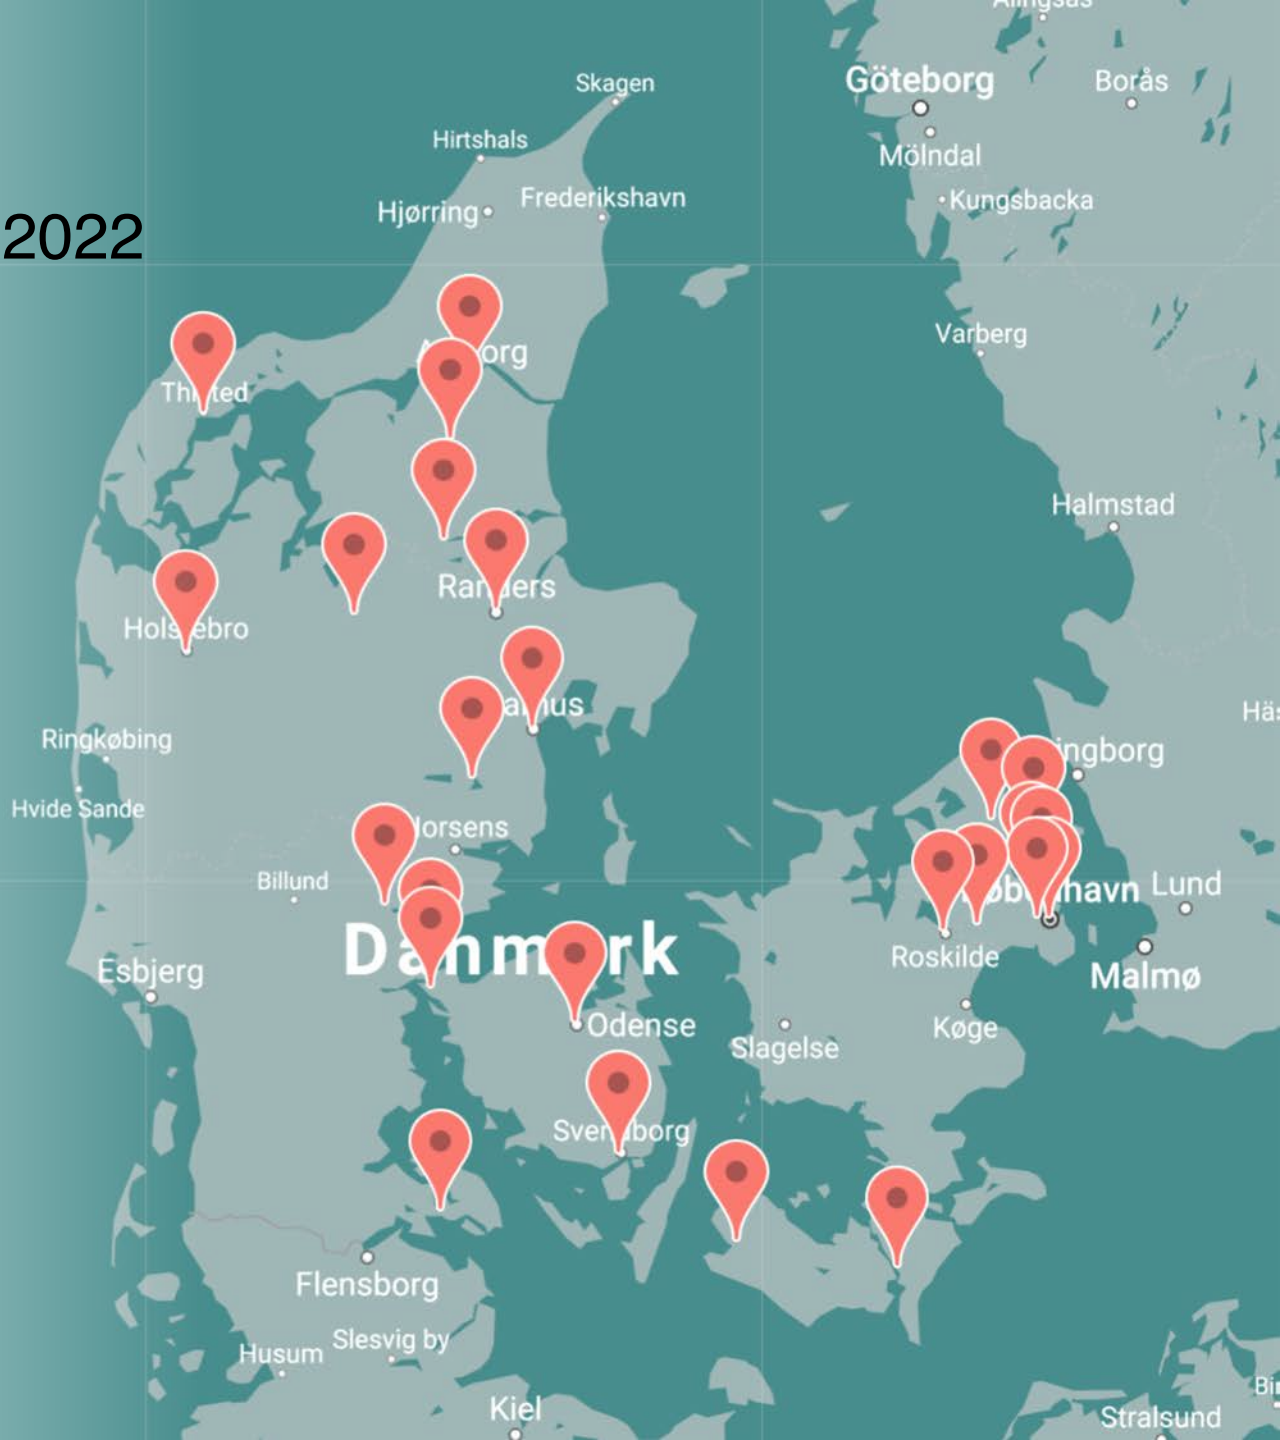 Skagen
Göteborg
Borås
Hirtshals
Mölndal
Hjørring
Frederikshavn
Kungsbacka
2022
Varberg
Halmstad
Ringkøbing
Hvide Sande
Billund
Lund
Danmark
Esbjerg
Roskilde
Malmø
Odense
Køge
Slagelse
Flensborg
Slesvig by
Husum
Kiel
Stralsund